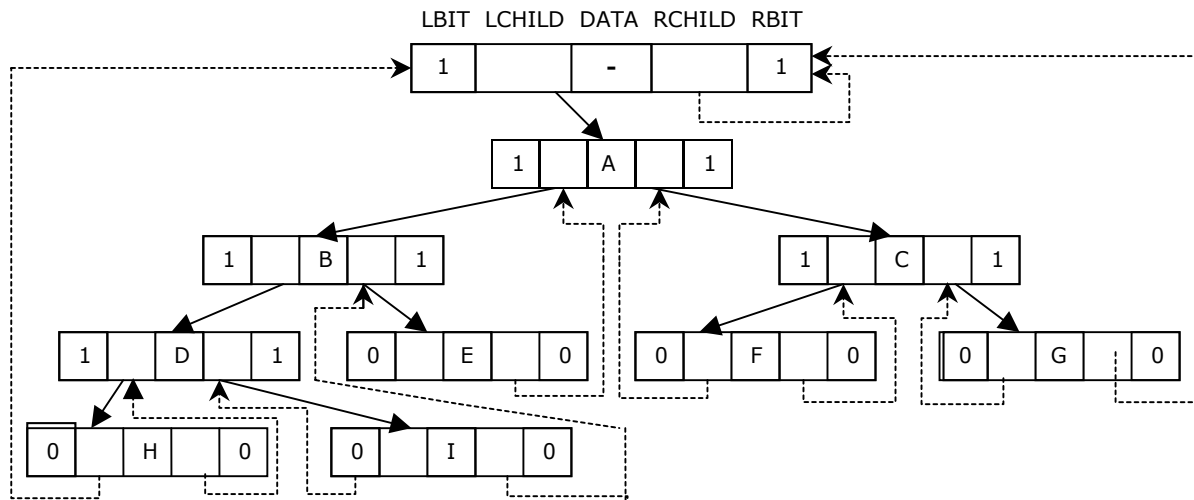 LBIT LCHILD DATA RCHILD RBIT
1 - 1
1 A 1
1 B 1
1 C 1
1 D 1
0 E 0
0 F 0
0 G 0
0 H 0
0 I 0